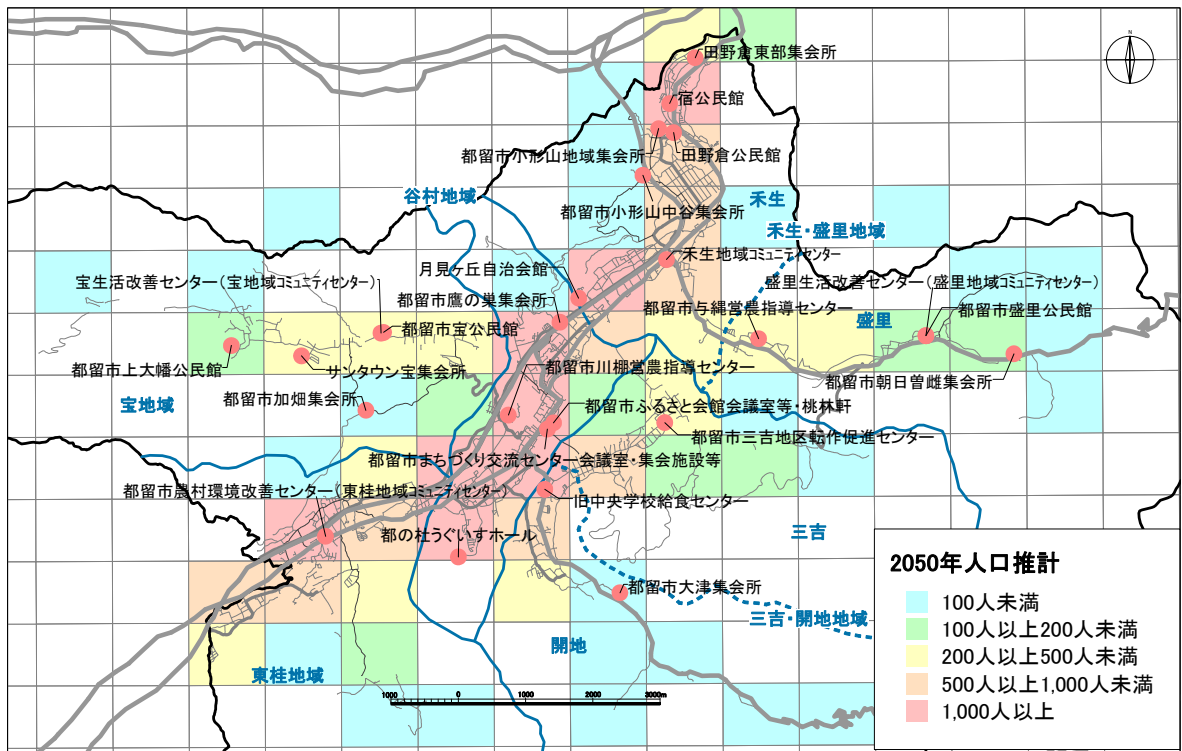 N
田野倉東部集会所
宿公民館
都留市小形山地域集会所
田野倉公民館
谷村地域
禾生
都留市小形山中谷集会所
禾生・盛里地域
禾生地域コミュニティセンター
月見ヶ丘自治会館
宝生活改善センター(宝地域コミュニティセンター)
盛里生活改善センター(盛里地域コミュニティセンター)
都留市鷹の巣集会所
都留市与縄営農指導センター
都留市盛里公民館
盛里
都留市宝公民館
都留市上大幡公民館
サンタウン宝集会所
都留市川棚営農指導センター
都留市朝日曽雌集会所
宝地域
都留市加畑集会所
都留市ふるさと会館会議室等・桃林軒
都留市三吉地区転作促進センター
都留市まちづくり交流センター会議室・集会施設等
都留市農村環境改善センター(東桂地域コミュニティセンター)
旧中央学校給食センター
都の杜うぐいすホール
三吉
都留市大津集会所
三吉・開地地域
開地
東桂地域
1000 0 1000 2000 3000m
2050年人口推計
100人未満
100人以上200人未満
200人以上500人未満
500人以上1,000人未満
1,000人以上